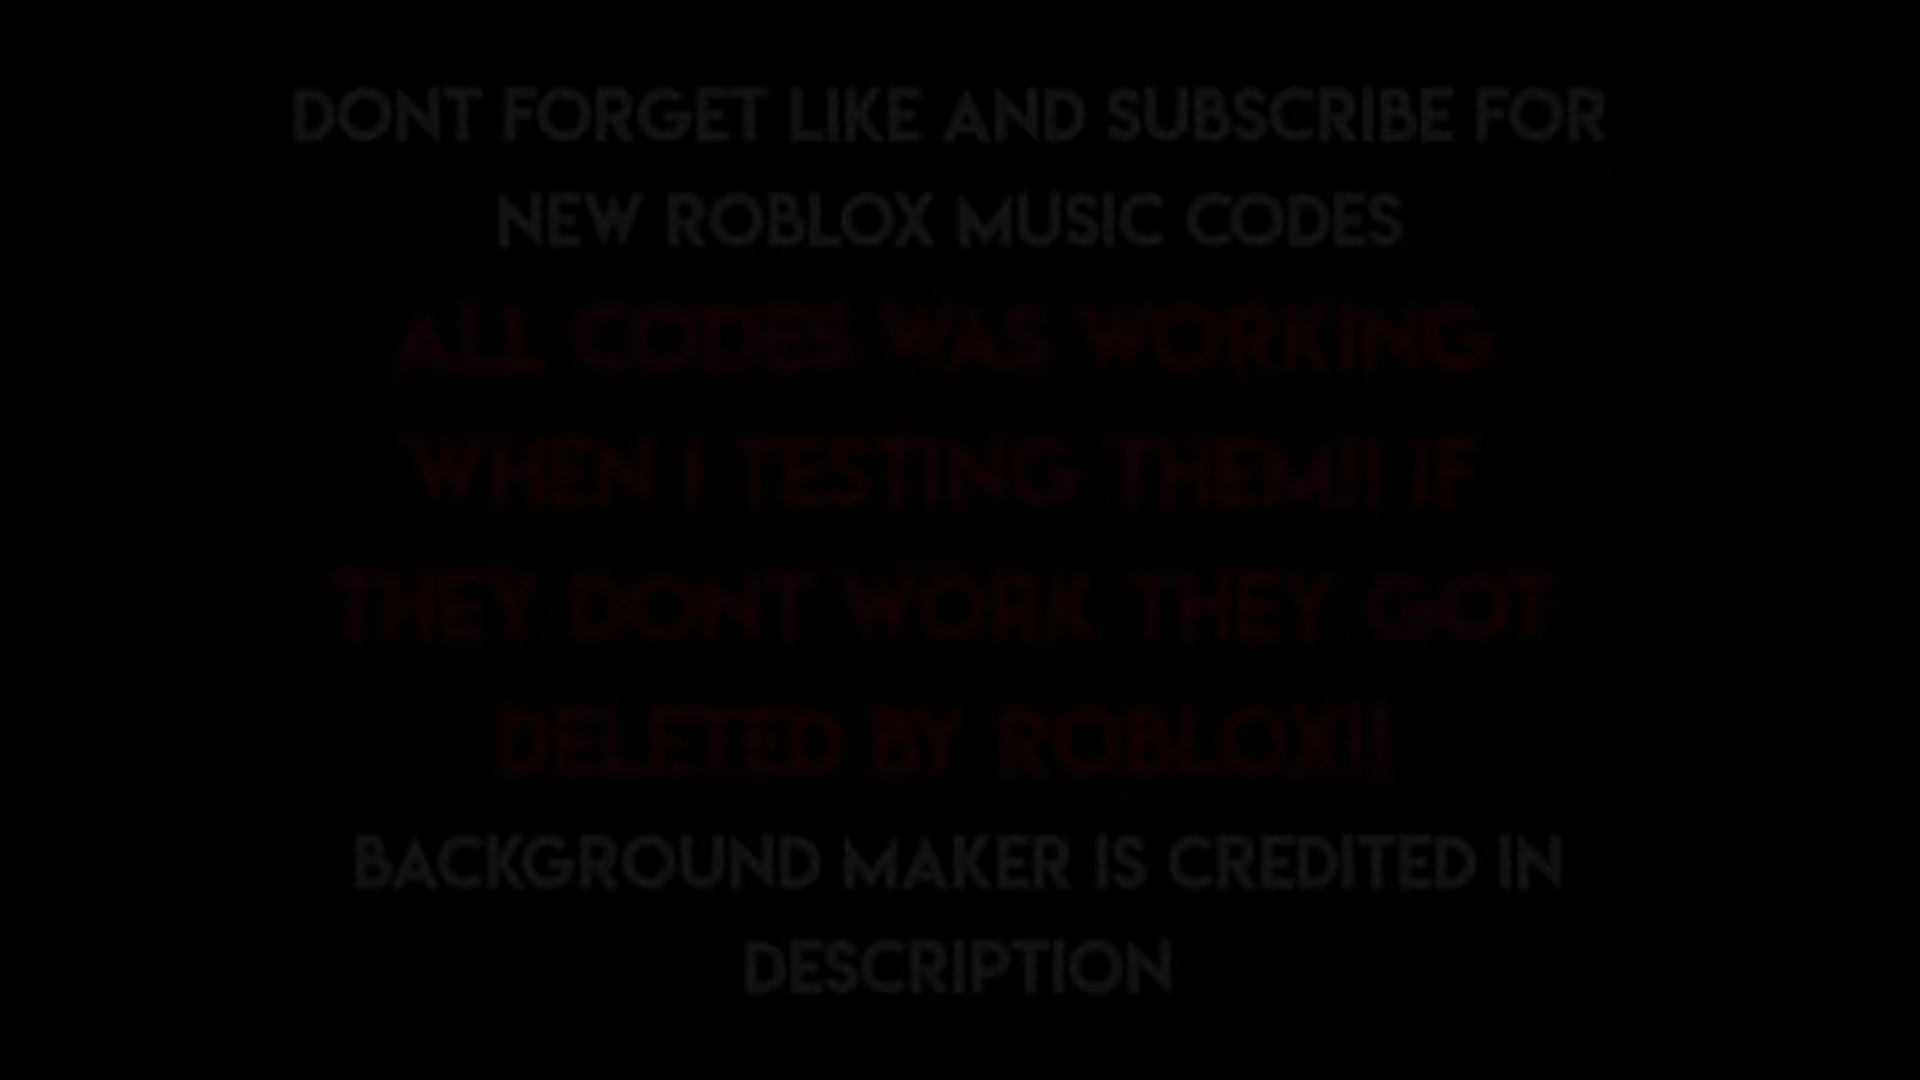 DONT FORGET LIKE AND SUBSCRIBE FOR
NEW ROBLOX MUSIC CODES
ALL CODES WAS WORKING
WHEN I TESTING THEM!! IF
THEY DONT WORK THEY GOT
DELETED BY ROBLOX!!
BACKGROUND MAKER IS CREDITED IN
DESCRIPTION